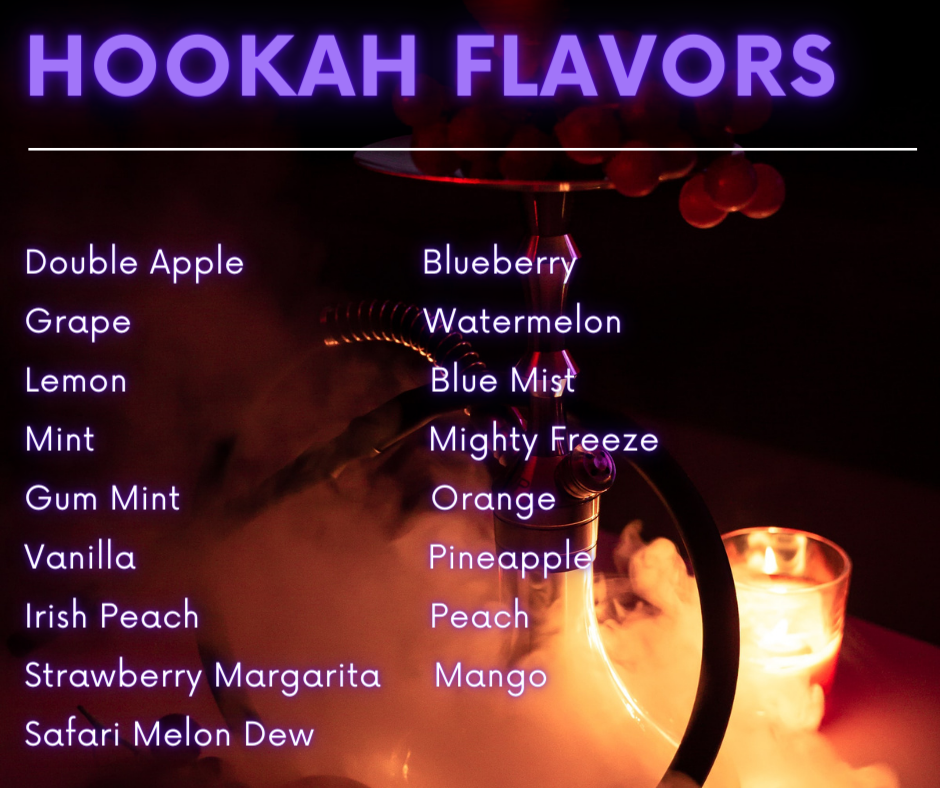 HOOKAH FLAVORS
Double Apple
Grape
Lemon
Mint
Gum Mint
Vanilla
Irish Peach
Strawberry Margarita
Safari Melon Dew
Blueberry
Watermelon
Blue Mist
Mighty Freeze
Orange
Pineapple
Peach
Mango